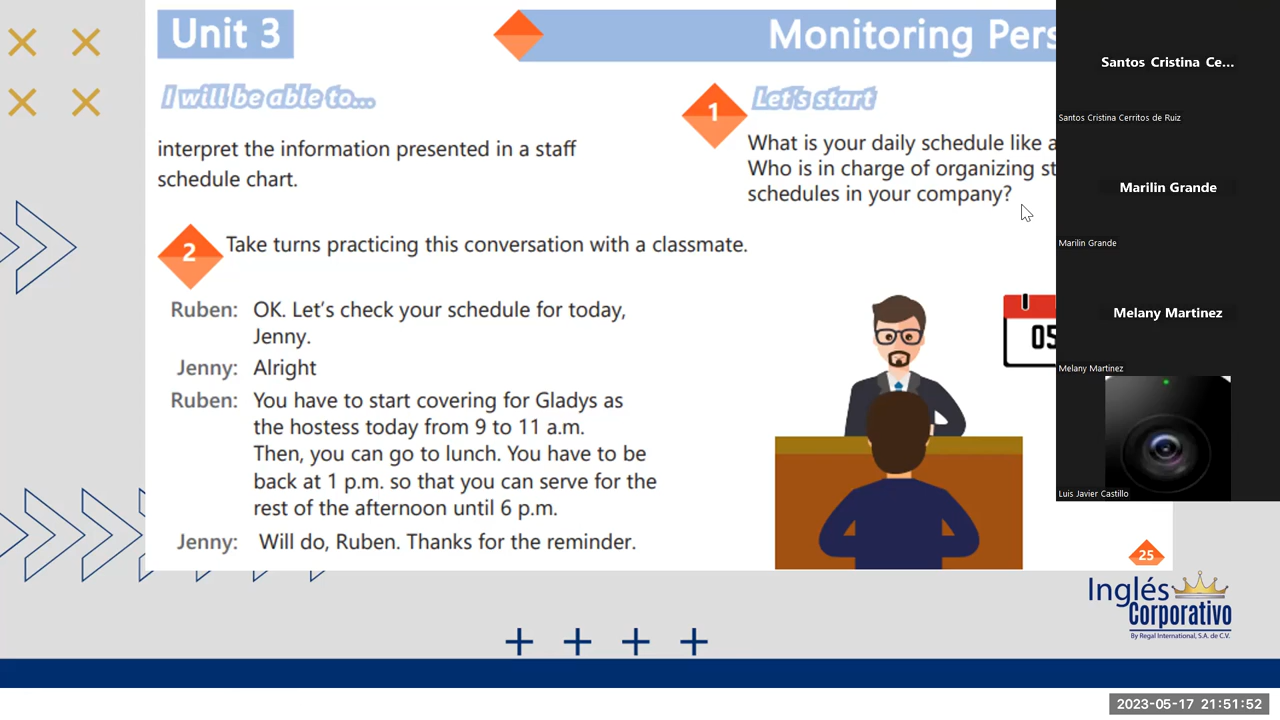 Unit 3
Monitoring Pers
I will be able to...
interpret the information presented in a staff
schedule chart.
1
Let's start
What is your daily schedule like a
Who is in charge of organizing st
schedules in your company?
2
Take turns practicing this conversation with a classmate.
Ruben: OK. Let's check your schedule for today,
Jenny.
Jenny: Alright
Ruben: You have to start covering for Gladys as
the hostess today from 9 to 11 a.m.
Then, you can go to lunch. You have to be
back at 1 p.m. so that you can serve for the
rest of the afternoon until 6 p.m.
Jenny: Will do, Ruben. Thanks for the reminder.
05
25
Inglés
Corporativo
By Regal International, S.A. de C.V.
Santos Cristina Ce...
Santos Cristina Cerritos de Ruiz
Marilin Grande
Marilin Grande
Melany Martinez
Melany Martinez
Luis Javier Castillo
2023-05-17 21:51:52